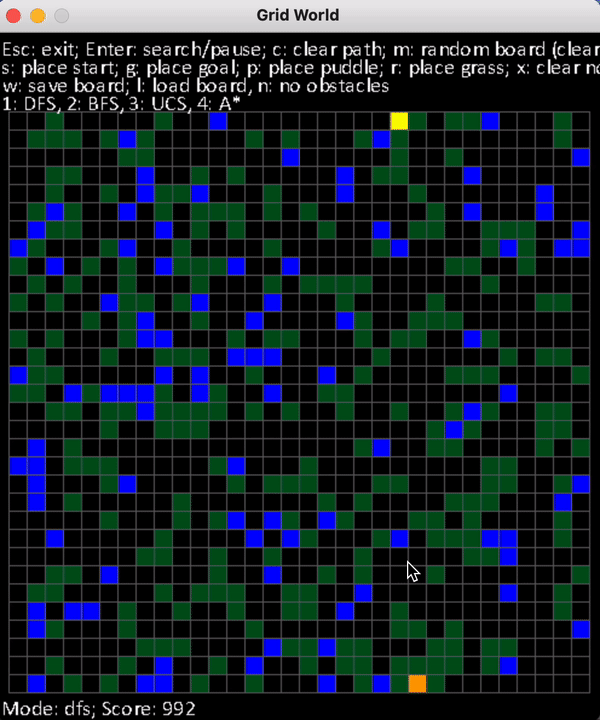 Grid World
Esc: exit; Enter: search/pause; c: clear path; m: random board (clear
s: place start; g: place goal; p: place puddle; r: place grass; x: clear no
w: save board; l: load board, n: no obstacles
1: DFS, 2: BFS, 3: UCS, 4: A*
Mode: dfs; Score: 992